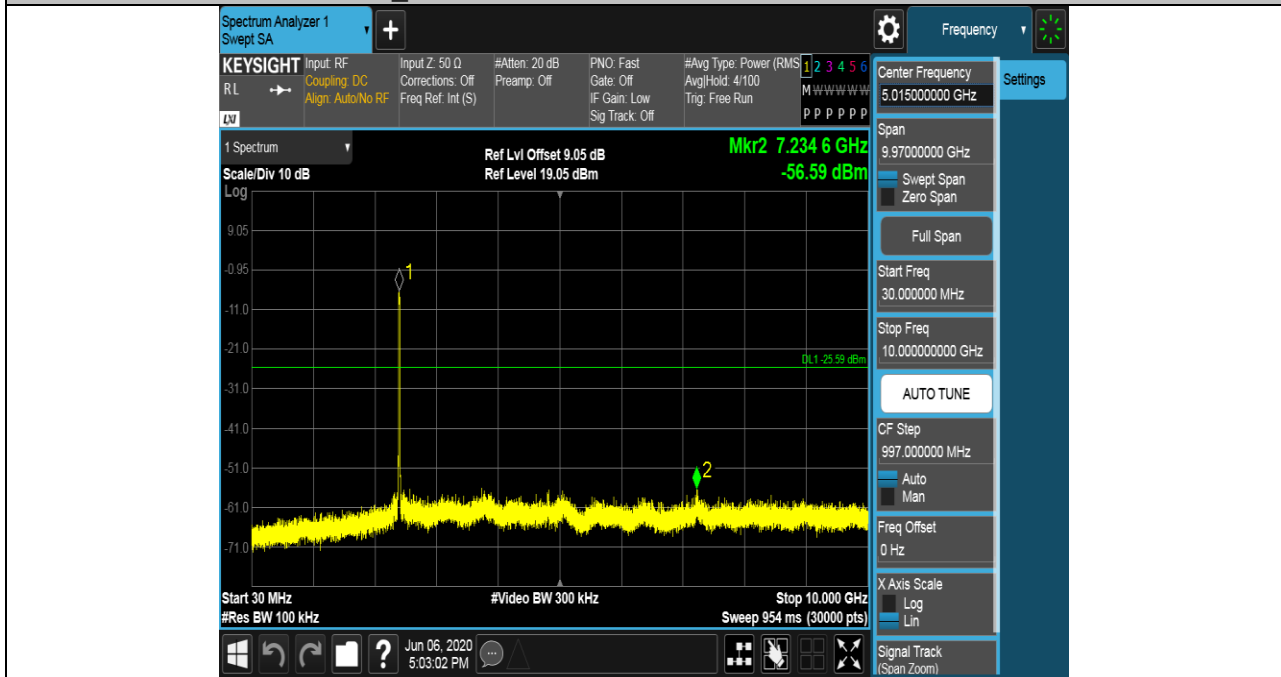 Spectrum Analyzer 1
Swept SA
+
Frequency
KEYSIGHT
RL
LXI
Input: RF
Coupling: DC
Align: Auto/No RF
Input Z: 50 Ω
Corrections: Off
Freq Ref: Int (S)
#Atten: 20 dB
Preamp: Off
PNO: Fast
Gate: Off
IF Gain: Low
Sig Track: Off
#Avg Type: Power (RMS
Avg|Hold: 4/100
Trig: Free Run
1 2 3 4 5 6
M W W W W W
P P P P P P
1 Spectrum
Scale/Div 10 dB
Ref Lvl Offset 9.05 dB
Ref Level 19.05 dBm
Mkr2 7.234 6 GHz
-56.59 dBm
Log
9.05
-0.95
-11.0
-21.0
-31.0
-41.0
-51.0
-61.0
-71.0
1
DL1 -25.59 dBm
2
Start 30 MHz
#Res BW 100 kHz
#Video BW 300 kHz
Stop 10.000 GHz
Sweep 954 ms (30000 pts)
?
Jun 06, 2020
5:03:02 PM
Center Frequency
5.015000000 GHz
Span
9.97000000 GHz
Swept Span
Zero Span
Full Span
Start Freq
30.000000 MHz
Stop Freq
10.000000000 GHz
AUTO TUNE
CF Step
997.000000 MHz
Auto
Man
Freq Offset
0 Hz
X Axis Scale
Log
Lin
Signal Track
(Span Zoom)
Settings